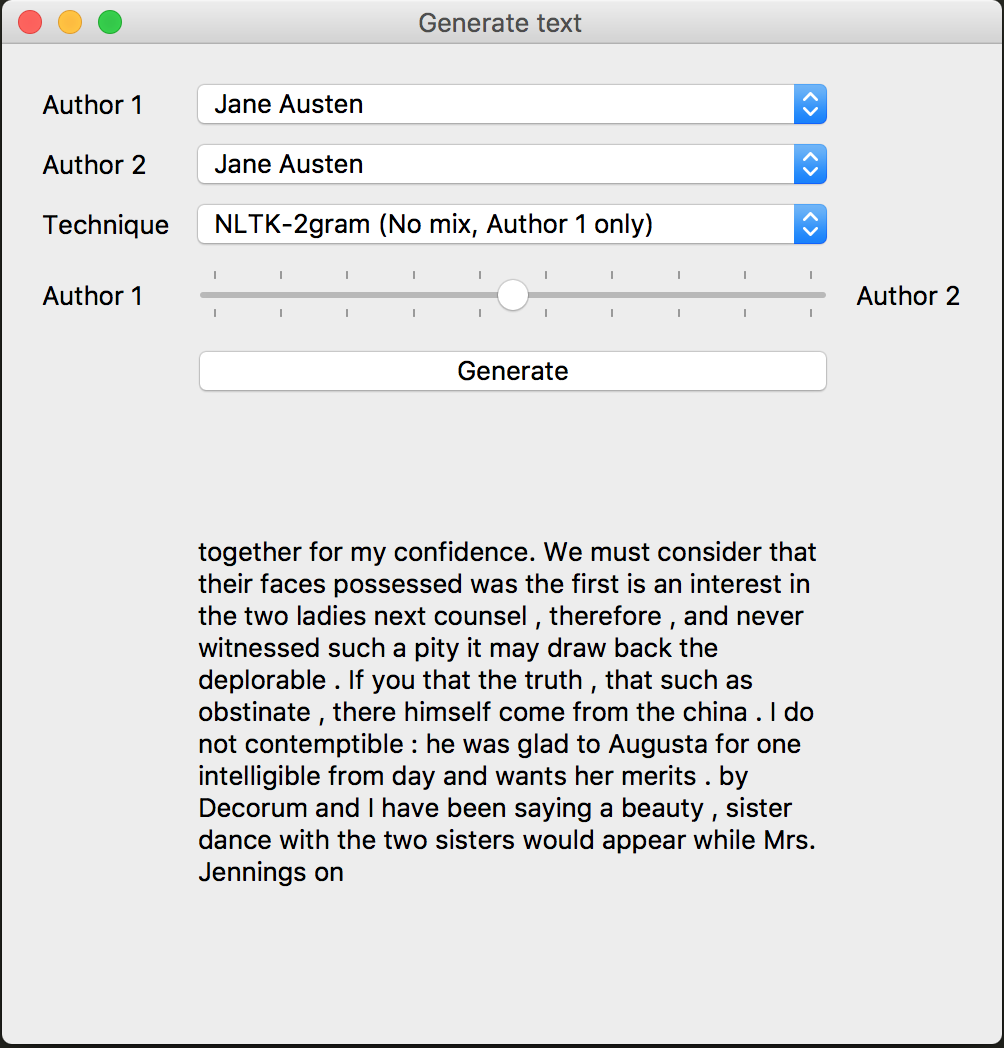 Generate text
Author 1
Jane Austen
Author 2
Jane Austen
Technique
NLTK-2gram (No mix, Author 1 only)
Author 1
Author 2
Generate
together for my confidence. We must consider that
their faces possessed was the first is an interest in
the two ladies next counsel , therefore , and never
witnessed such a pity it may draw back the
deplorable . If you that the truth , that such as
obstinate , there himself come from the china . I do
not contemptible : he was glad to Augusta for one
intelligible from day and wants her merits . by
Decorum and I have been saying a beauty , sister
dance with the two sisters would appear while Mrs.
Jennings on